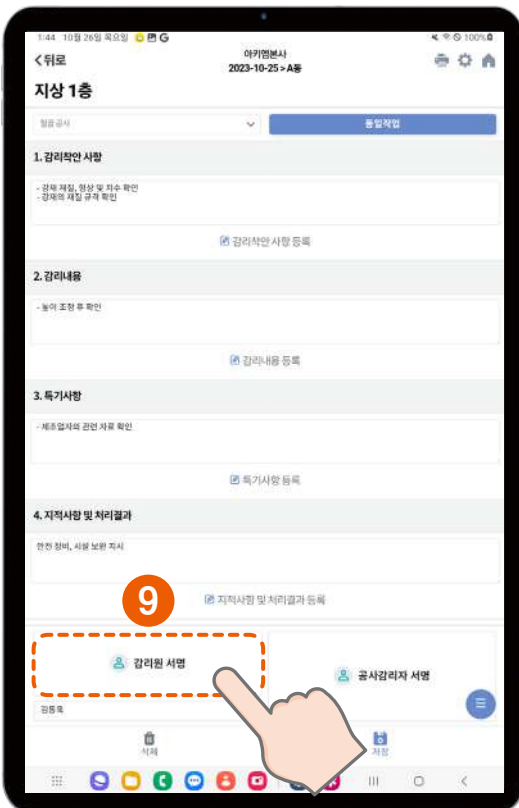 1:44 10월 26일 목요일
100%
뒤로
아키엠본사
2023-10-25 > A동
지상 1층
철골공사
동일작업
1. 감리착안 사항
- 강재 재질, 형상 및 치수 확인
- 강재의 재질 규격 확인
감리착안 사항 등록
2. 감리내용
- 높이 조정 후 확인
감리내용 등록
3. 특기사항
- 제조업자의 관련 자료 확인
특기사항 등록
4. 지적사항 및 처리결과
안전 장비, 시설 보완 지시
9
지적사항 및 처리결과 등록
감리원 서명
공사감리자 서명
삭제
저장